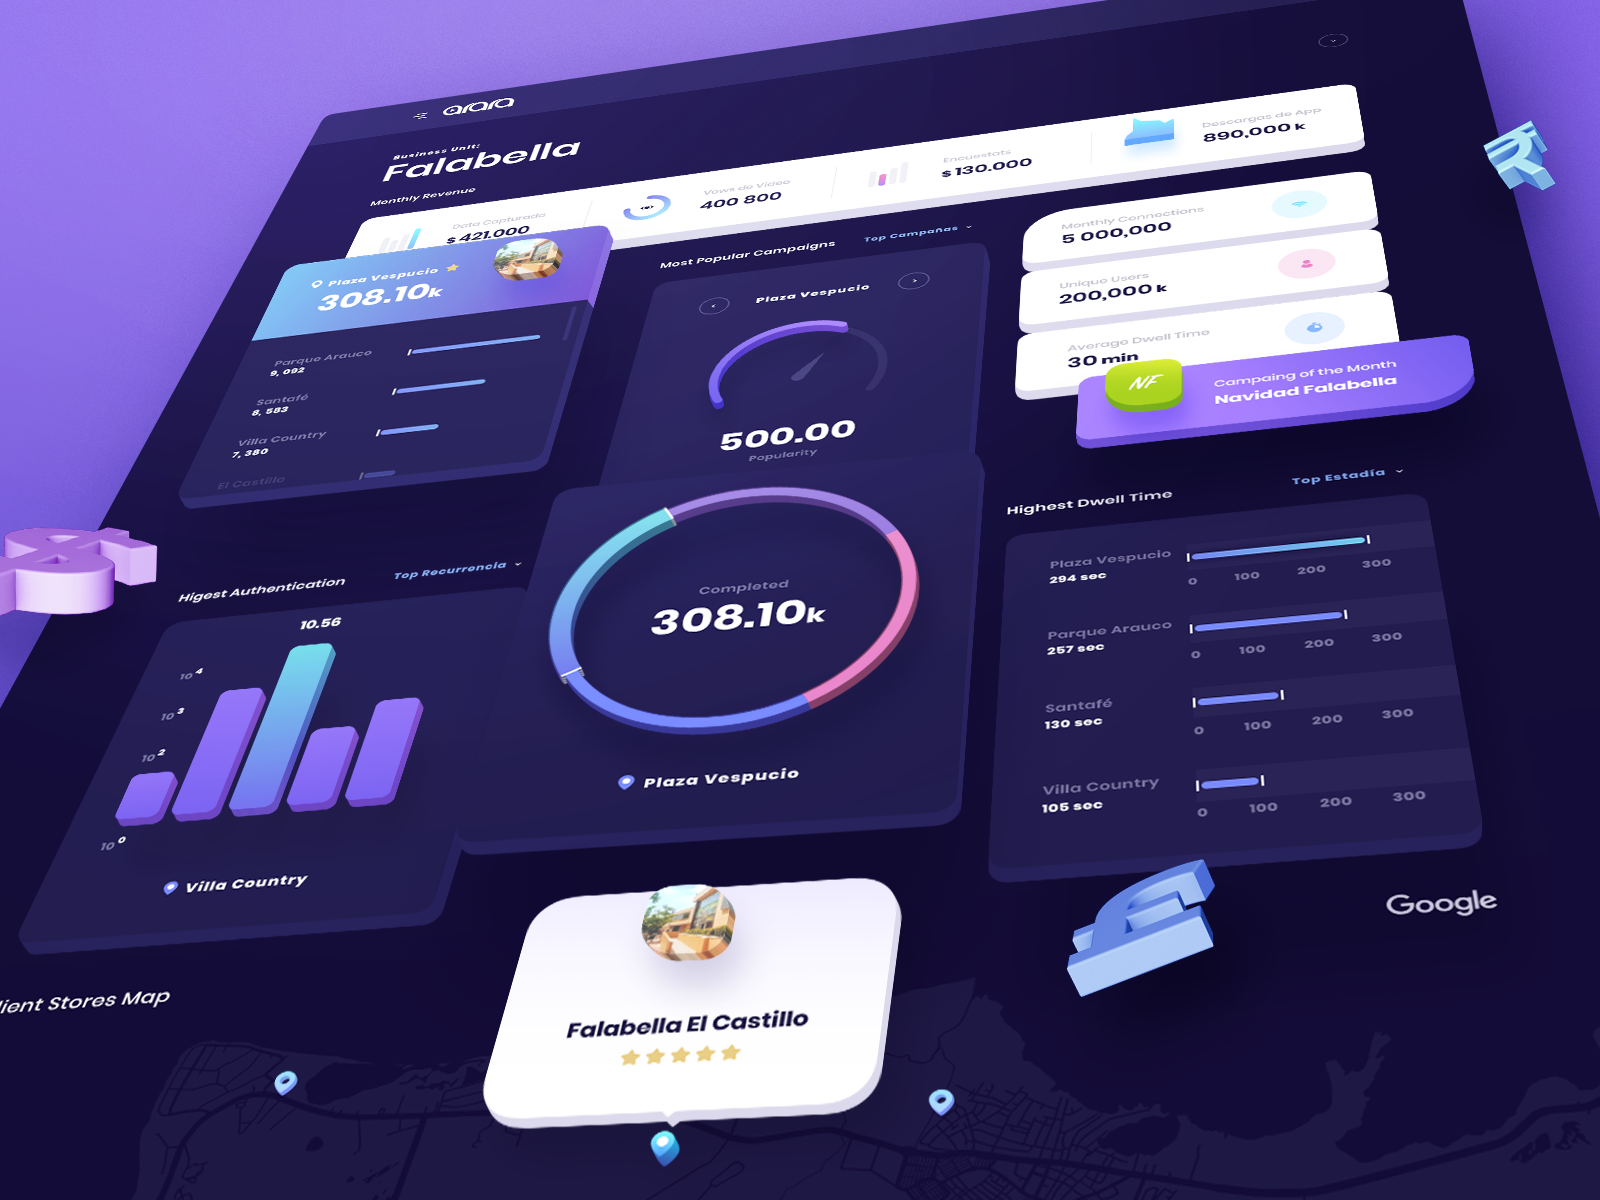 arara
Business Unit:
Falabella
Monthly Revenue
Data Capturada
$ 421.000
Vows de Video
400 800
Encuestats
$ 130.000
Descargas de App
890,000 k
Plaza Vespucio
308.10k
Parque Arauco
9, 092
Santafé
8, 583
Villa Country
7, 380
El Castillo
Most Popular Campaigns
Top Campañas
Plaza Vespucio
500.00
Popularity
Monthly Connections
5 000,000
Unique Users
200,000 k
Average Dwell Time
30 min
NF
Campaing of the Month
Navidad Falabella
Higest Authentication
Top Recurrencia
10.56
10 4
10 3
10 2
10 0
Villa Country
Completed
308.10k
Plaza Vespucio
Highest Dwell Time
Top Estadía
Plaza Vespucio
294 sec
0 100 200 300
Parque Arauco
257 sec
0 100 200 300
Santafé
130 sec
0 100 200 300
Villa Country
105 sec
0 100 200 300
Google
lient Stores Map
Falabella El Castillo